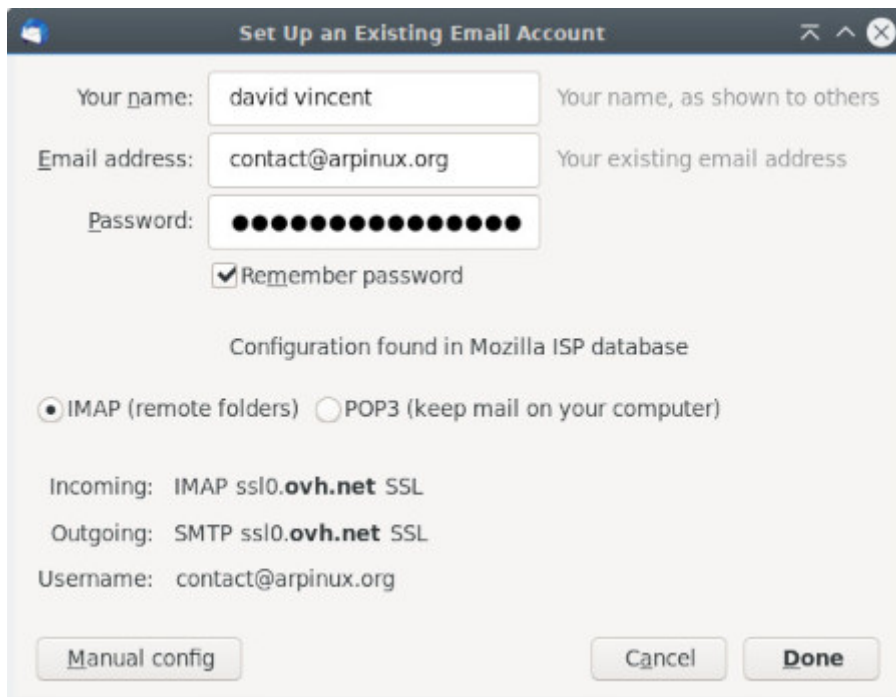 Set Up an Existing Email Account
Your name: david vincent Your name, as shown to others
Email address: contact@arpinux.org Your existing email address
Password: ●●●●●●●●●●●●●●●
Remember password
Configuration found in Mozilla ISP database
IMAP (remote folders) POP3 (keep mail on your computer)
Incoming: IMAP ssl0.ovh.net SSL
Outgoing: SMTP ssl0.ovh.net SSL
Username: contact@arpinux.org
Manual config Cancel Done